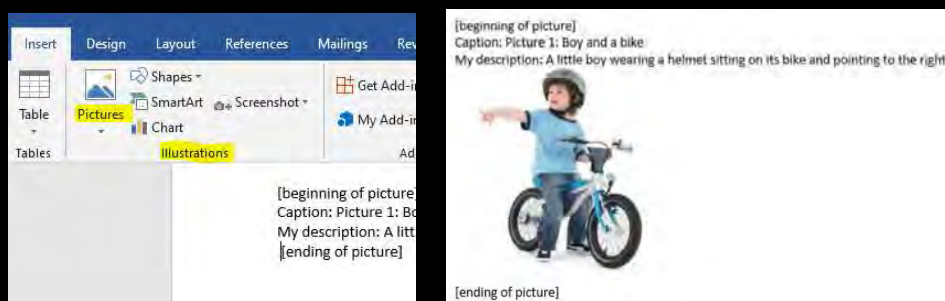 Insert Design Layout References Mailings
Shapes
SmartArt Screenshot
Table Pictures Chart
Get Add-i
My Add-i
Tables Illustrations Ad
[beginning of picture]
Caption: Picture 1: Bo
My description: A litt
[ending of picture]
[beginning of picture]
Caption: Picture 1: Boy and a bike
My description: A little boy wearing a helmet sitting on its bike and pointing to the right
[ending of picture]